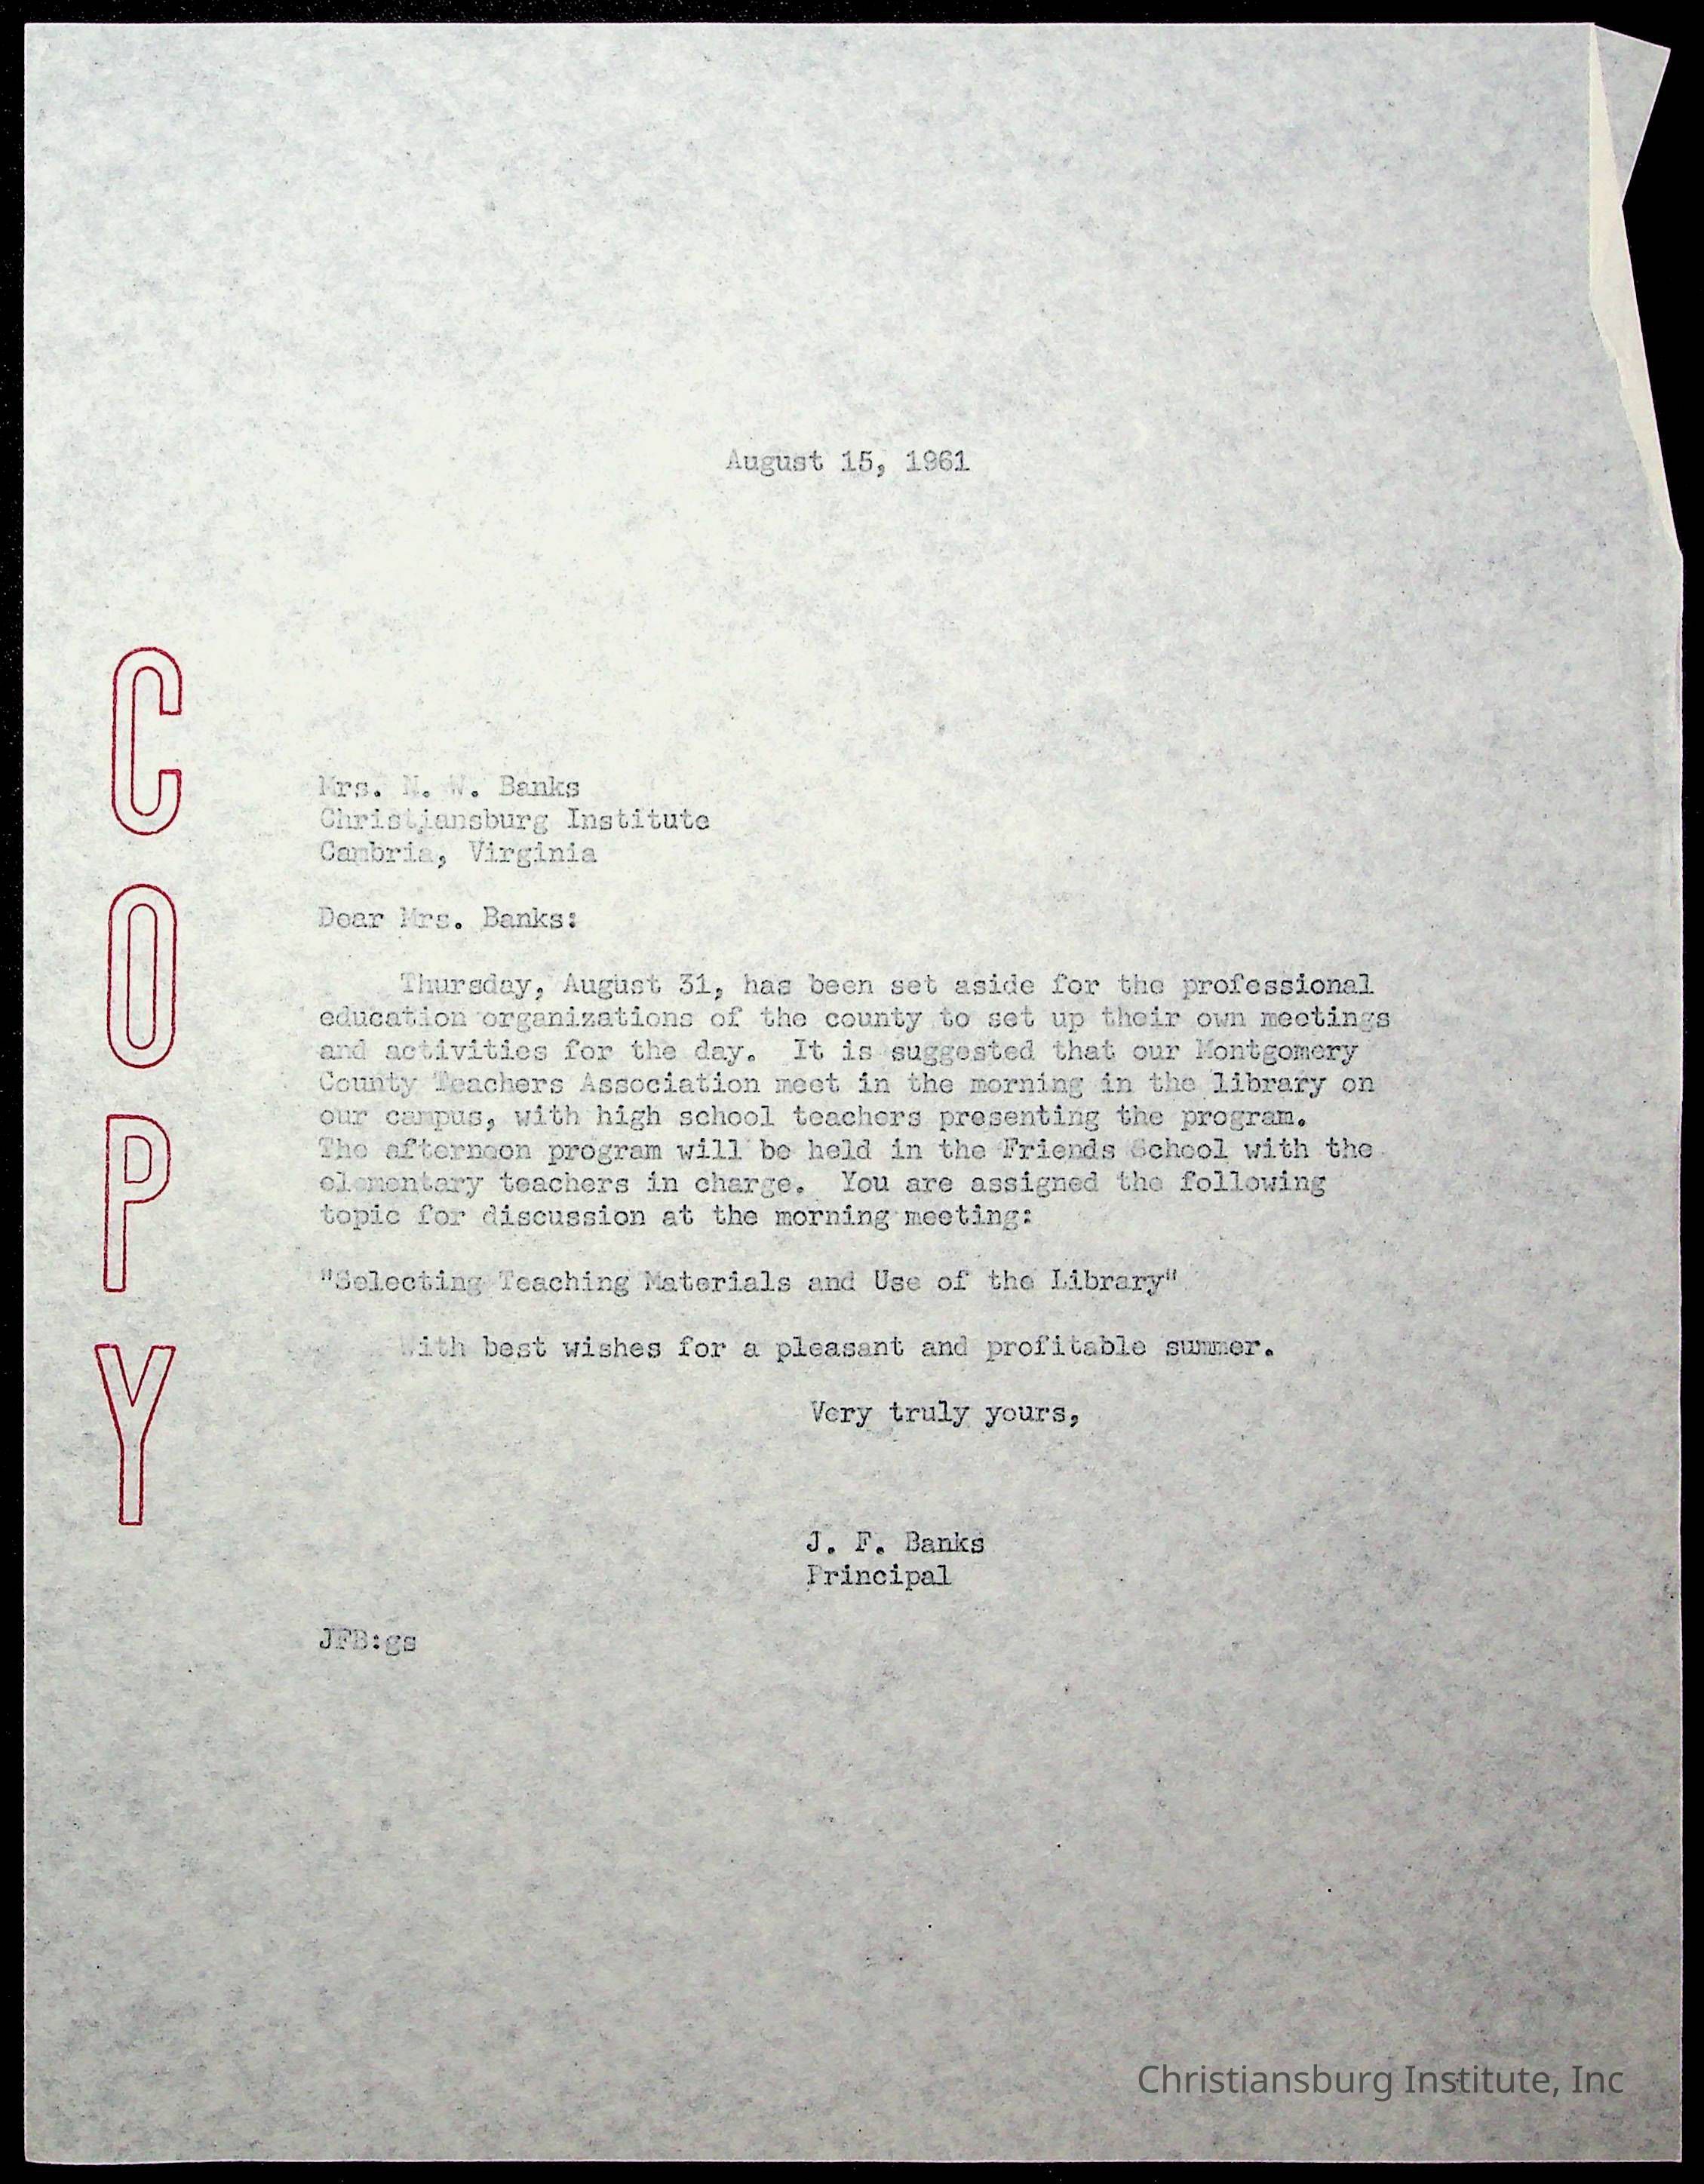 August 15, 1961
COPY
Mrs. N. W. Banks
Christiansburg Institute
Cambria, Virginia
Dear Mrs. Banks:
Thursday, August 31, has been set aside for the professional
education organizations of the county to set up their own meetings
and activities for the day. It is suggested that our Montgomery
County Teachers Association meet in the morning in the library on
our campus, with high school teachers presenting the program.
The afternoon program will be held in the Friends School with the
elementary teachers in charge. You are assigned the following
topic for discussion at the morning meeting:
"Selecting Teaching Materials and Use of the Library"
With best wishes for a pleasant and profitable summer.
Very truly yours,
J. F. Banks
Principal
JFB:gs
Christiansburg Institute, Inc